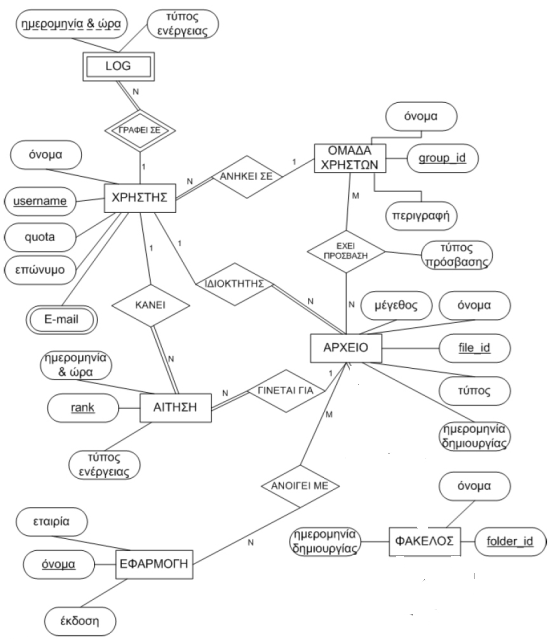 ημερομηνία & ώρα
τύπος
ενέργειας
LOG
N
ΓΡΑΦΕΙ ΣΕ
1
όνομα
ΧΡΗΣΤΗΣ
username
quota
επώνυμο
E-mail
N
ΑΝΗΚΕΙ ΣΕ
1
ΟΜΑΔΑ
ΧΡΗΣΤΩΝ
όνομα
group_id
περιγραφή
M
ΕΧΕΙ
ΠΡΟΣΒΑΣΗ
τύπος
πρόσβασης
N
1
1
ΙΔΙΟΚΤΗΤΗΣ
N
ΚΑΝΕΙ
N
μέγεθος
όνομα
ΑΡΧΕΙΟ
file_id
τύπος
ημερομηνία
δημιουργίας
ημερομηνία
& ώρα
rank
ΑΙΤΗΣΗ
τύπος
ενέργειας
N
ΓΙΝΕΤΑΙ ΓΙΑ
1
M
ΑΝΟΙΓΕΙ ΜΕ
N
εταιρία
όνομα
ΕΦΑΡΜΟΓΗ
έκδοση
όνομα
ημερομηνία
δημιουργίας
ΦΑΚΕΛΟΣ
folder_id